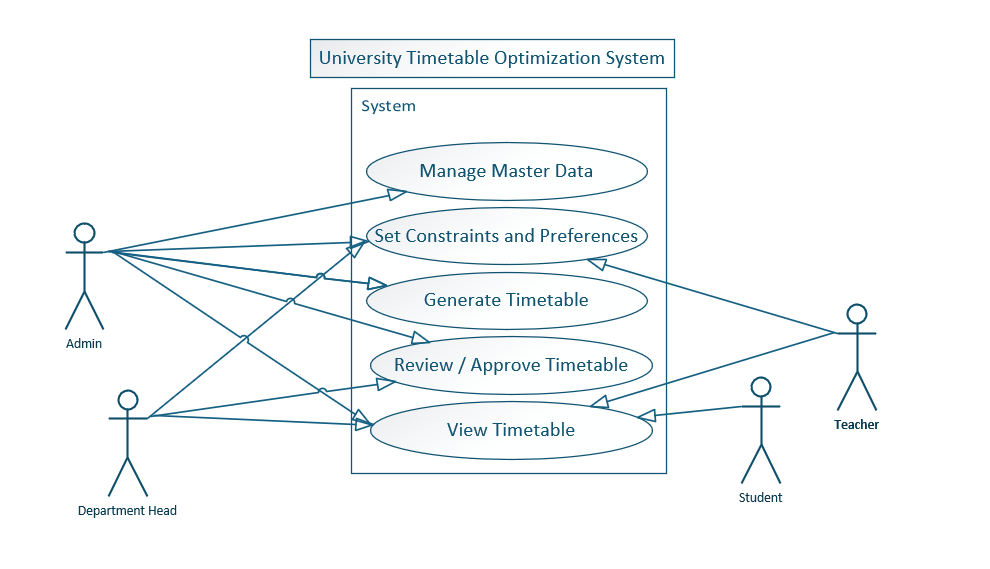 University Timetable Optimization System
System
Manage Master Data
Set Constraints and Preferences
Generate Timetable
Review / Approve Timetable
View Timetable
Admin
Department Head
Teacher
Student